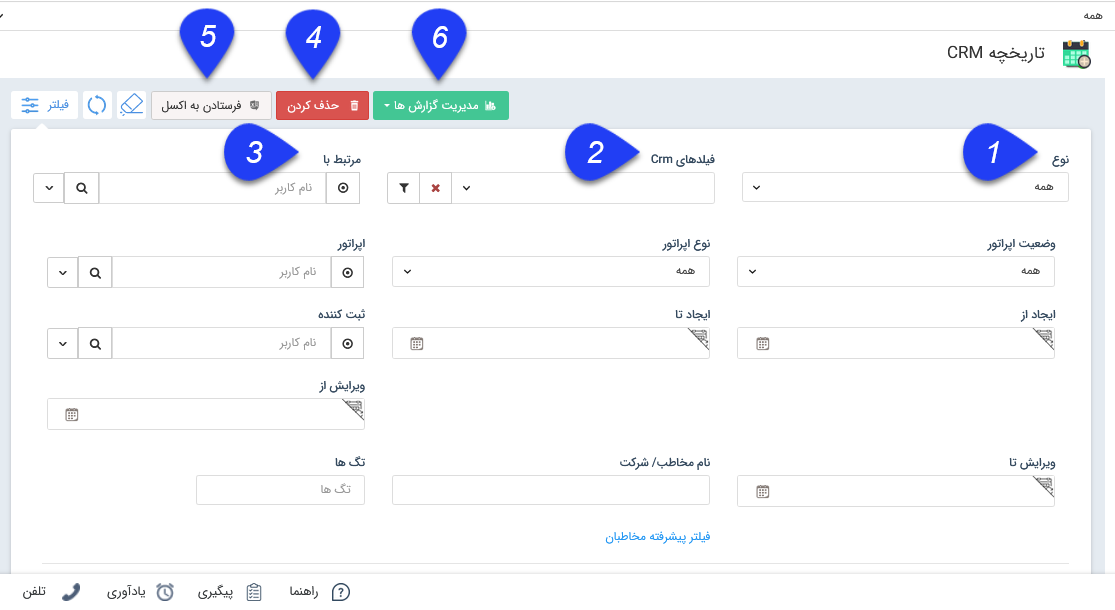 همه
تاریخچه CRM
5
4
6
مدیریت گزارش ها
حذف کردن
فرستادن به اکسل
فیلتر
1
2
3
نوع
فیلدهای Crm
مرتبط با
همه
نام کاربر
وضعیت اپراتور
نوع اپراتور
اپراتور
همه
همه
نام کاربر
ایجاد از
ایجاد تا
ثبت کننده
نام کاربر
ویرایش از
ویرایش تا
نام مخاطب/ شرکت
تگ ها
تگ ها
فیلتر پیشرفته مخاطبان
راهنما
پیگیری
یادآوری
تلفن